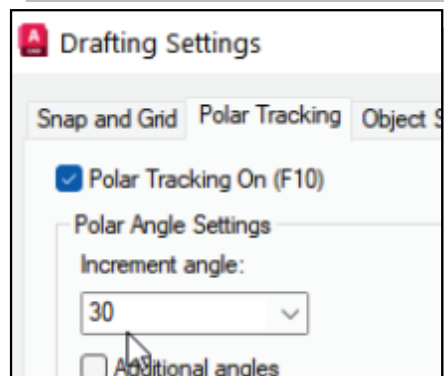 Drafting Settings
Snap and Grid Polar Tracking Object S
Polar Tracking On (F10)
Polar Angle Settings
Increment angle:
30
Additional angles